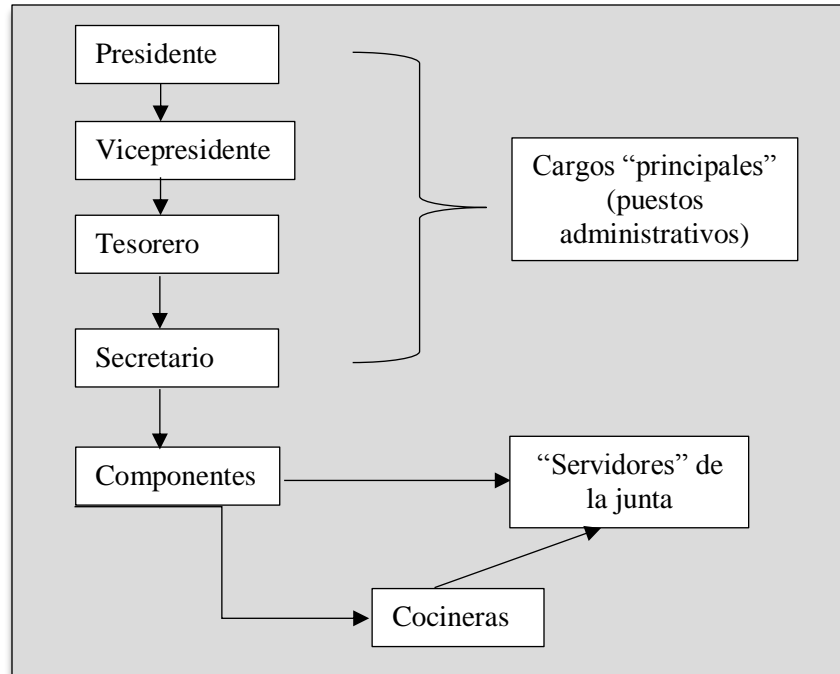 Presidente
Vicepresidente
Cargos “principales”
(puestos
administrativos)
Tesorero
Secretario
Componentes
“Servidores” de
la junta
Cocineras